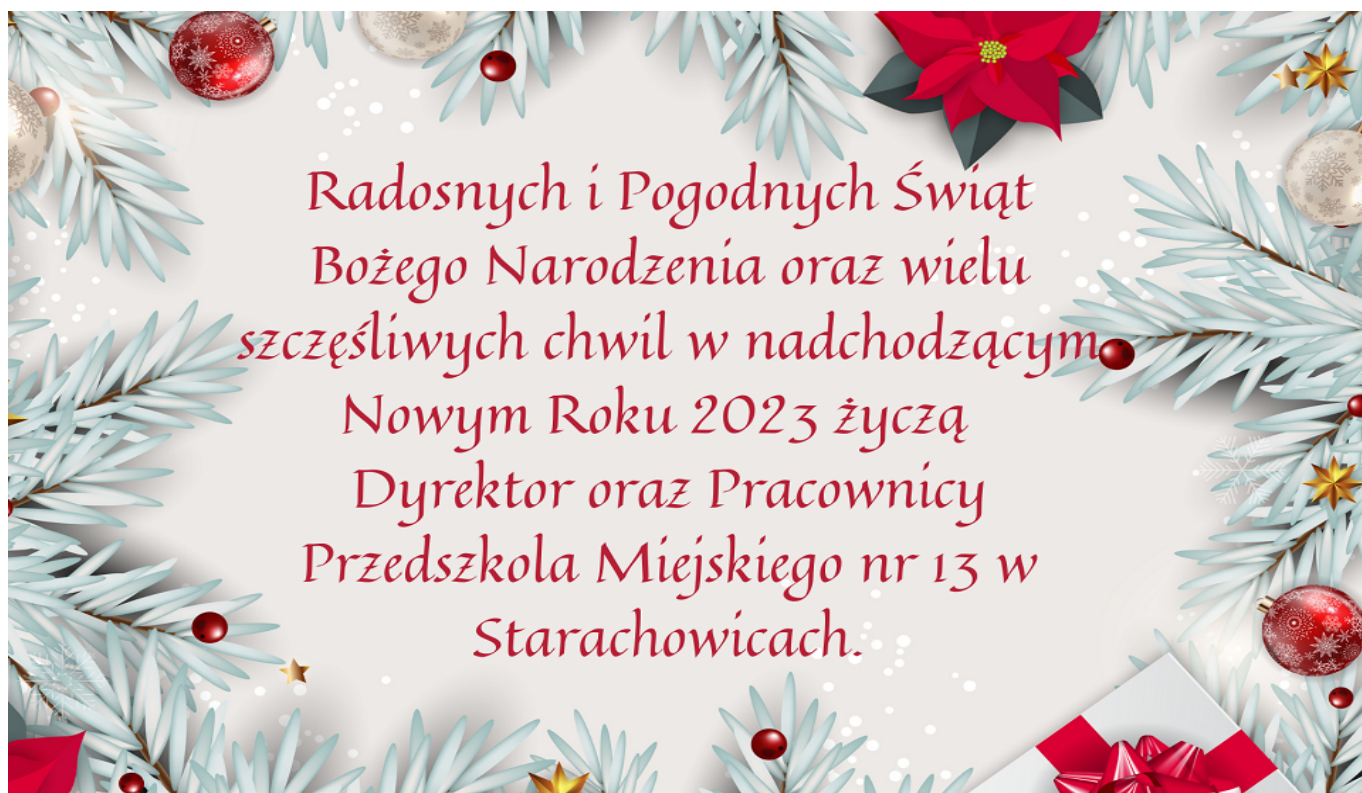 Radosnych i Pogodnych Świąt
Bożego Narodzenia oraz wielu
szczęśliwych chwil w nadchodzącym
Nowym Roku 2023 życzą
Dyrektor oraz Pracownicy
Przedszkola Miejskiego nr 13 w
Starachowicach.